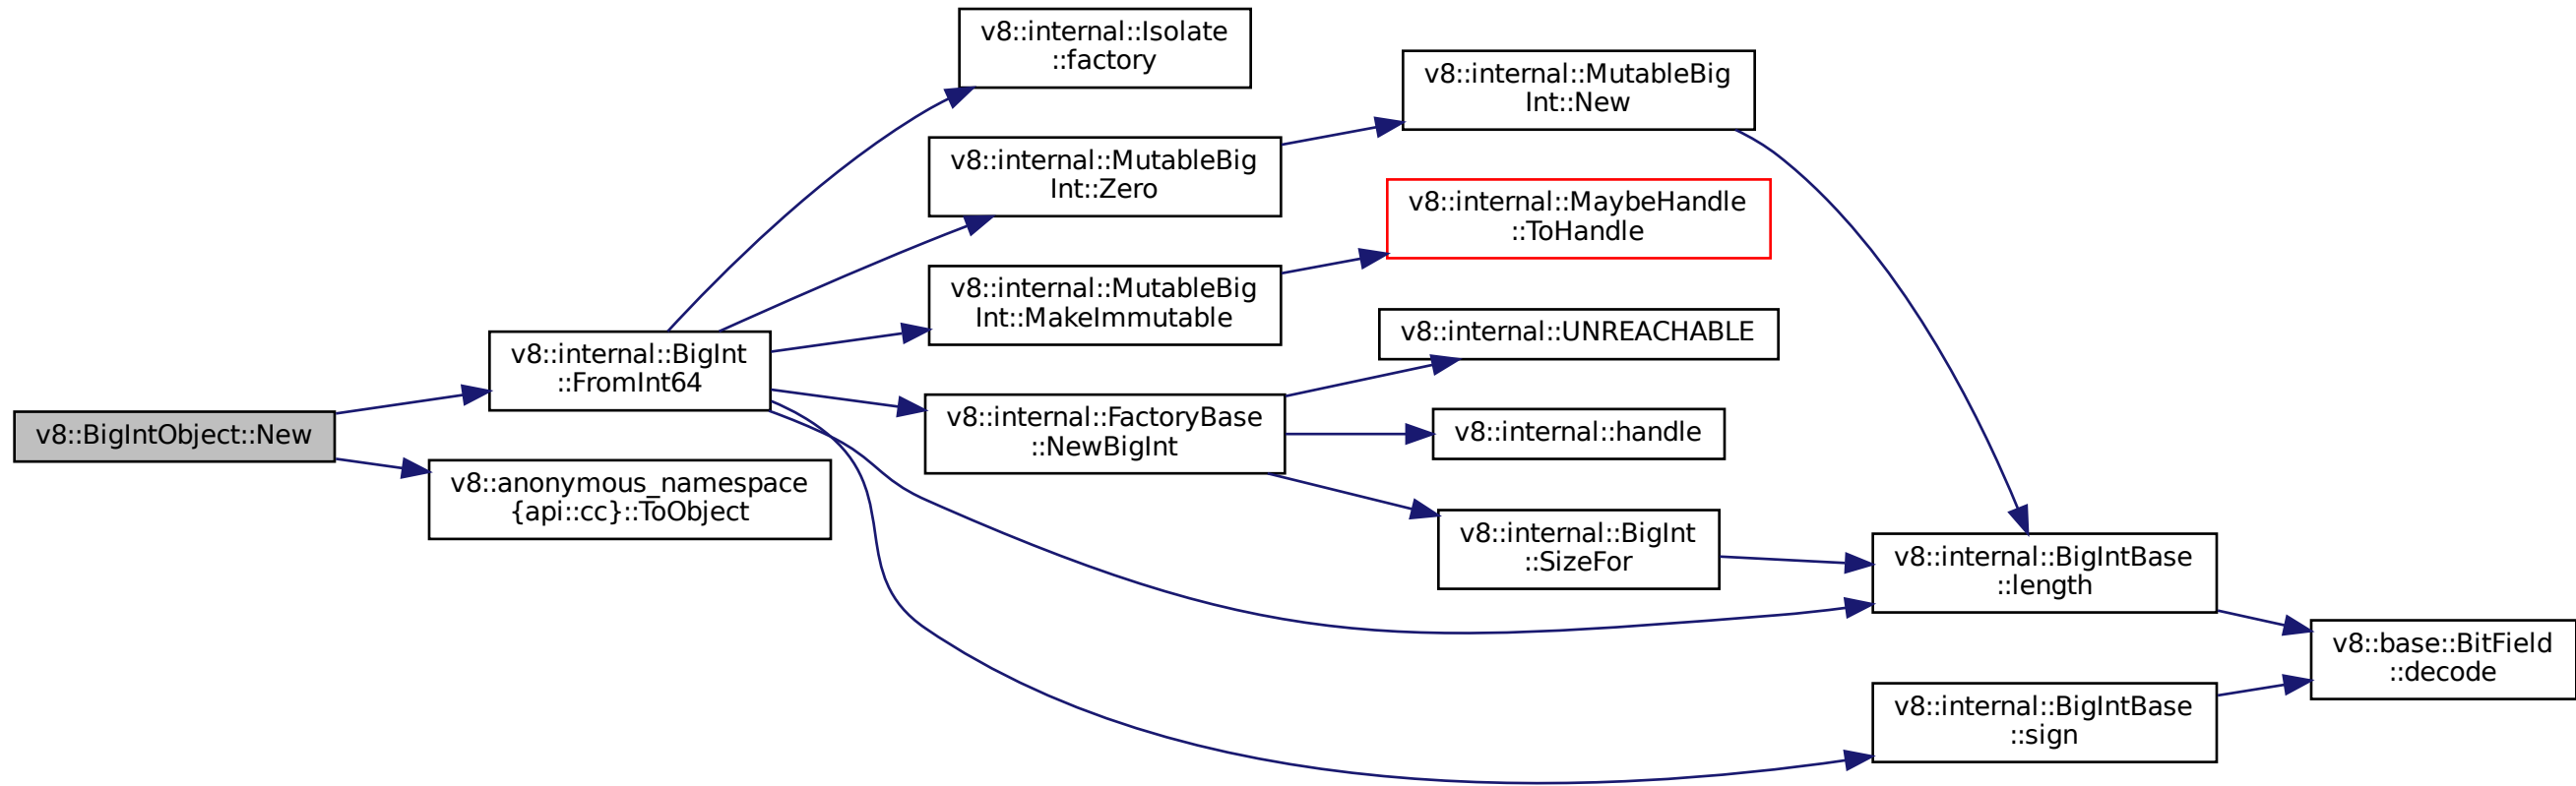 v8::BigIntObject::New
v8::internal::BigInt
::FromInt64
v8::anonymous_namespace
{api::cc}::ToObject
v8::internal::Isolate
::factory
v8::internal::MutableBig
Int::Zero
v8::internal::MutableBig
Int::MakeImmutable
v8::internal::FactoryBase
::NewBigInt
v8::internal::MutableBig
Int::New
v8::internal::MaybeHandle
::ToHandle
v8::internal::UNREACHABLE
v8::internal::handle
v8::internal::BigInt
::SizeFor
v8::internal::BigIntBase
::length
v8::internal::BigIntBase
::sign
v8::base::BitField
::decode